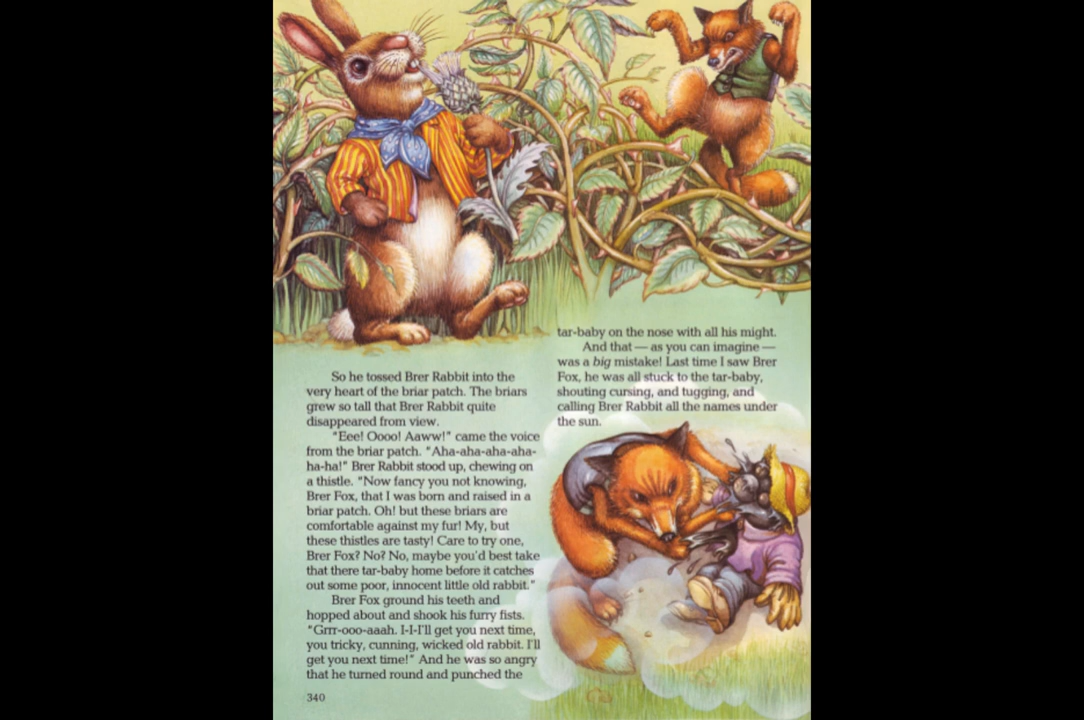 So he tossed Brer Rabbit into the
very heart of the briar patch. The briars
grew so tall that Brer Rabbit quite
disappeared from view.
"Eee! Oooo! Aaww!" came the voice
from the briar patch. "Aha-aha-aha-aha-
ha-ha!" Brer Rabbit stood up, chewing on
a thistle. "Now fancy you not knowing,
Brer Fox, that I was born and raised in a
briar patch. Oh! but these briars are
comfortable against my fur! My, but
these thistles are tasty! Care to try one,
Brer Fox? No? No, maybe you'd best take
that there tar-baby home before it catches
out some poor, innocent little old rabbit."
Brer Fox ground his teeth and
hopped about and shook his furry fists.
"Grrr-ooo-aaah. I-I-I'll get you next time,
you tricky, cunning, wicked old rabbit. I'll
get you next time!" And he was so angry
that he turned round and punched the
tar-baby on the nose with all his might.
And that — as you can imagine —
was a big mistake! Last time I saw Brer
Fox, he was all stuck to the tar-baby,
shouting cursing, and tugging, and
calling Brer Rabbit all the names under
the sun.
340